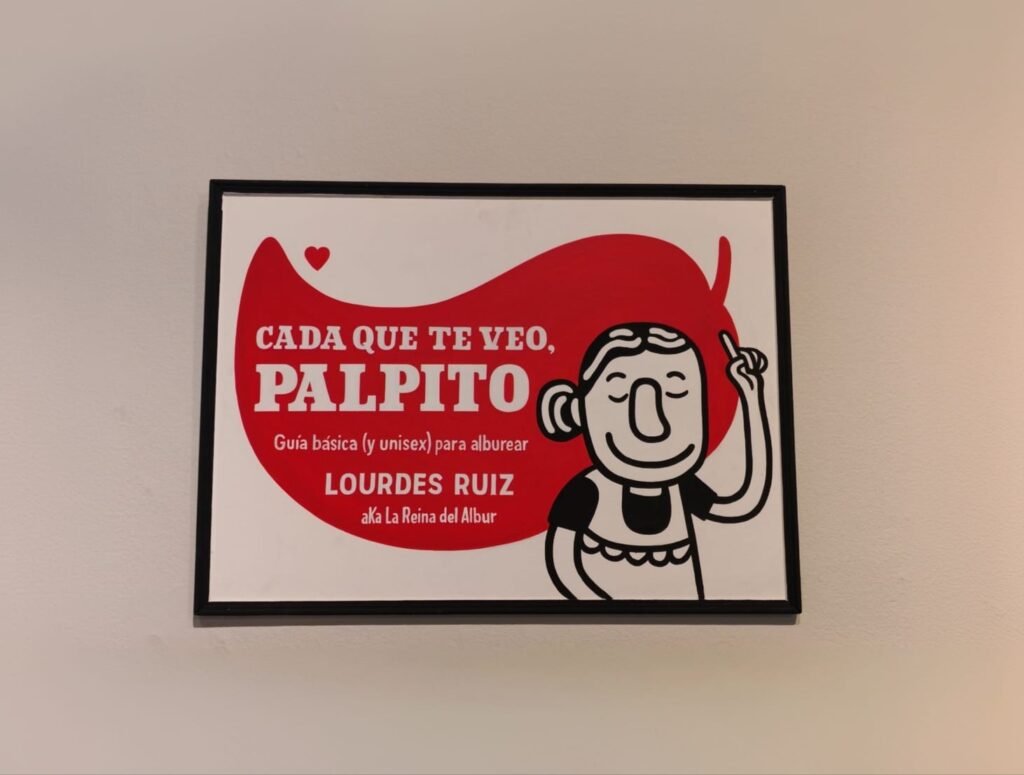 CADA QUE TE VEO,
PALPITO
Guía básica (y unisex) para alburear
LOURDES RUIZ
aKa La Reina del Albur